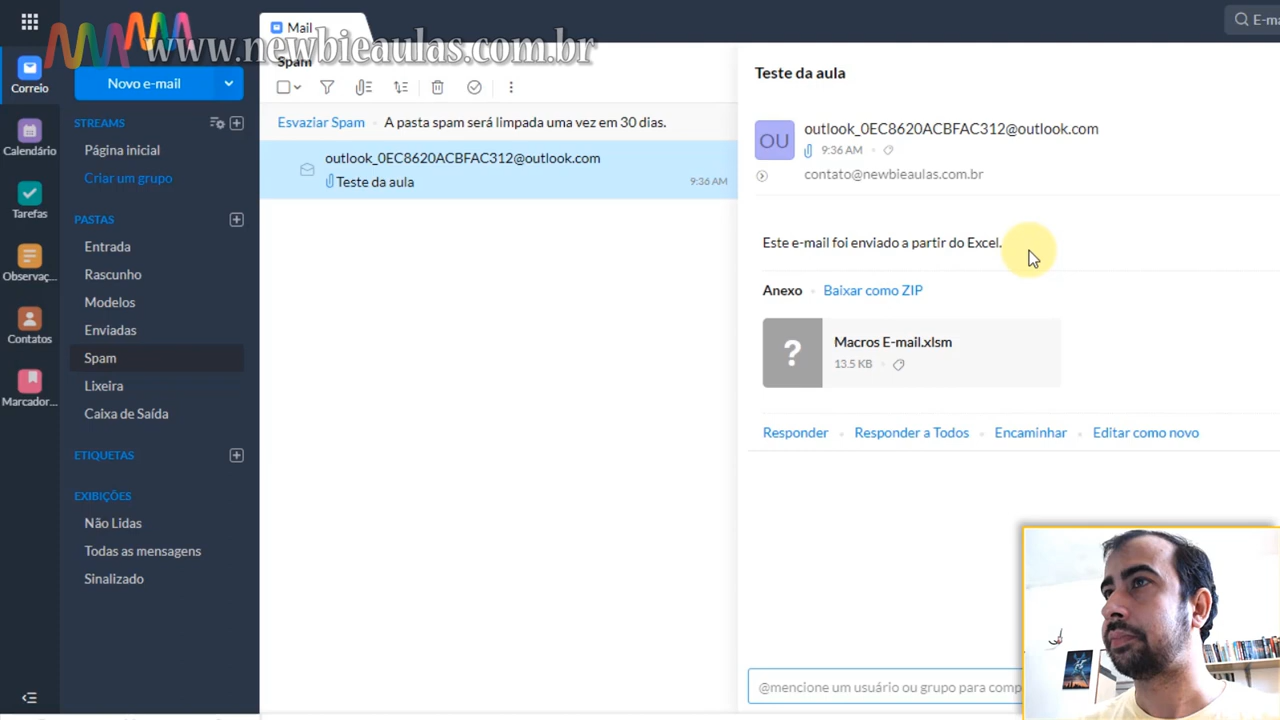 www.newbieaulas.com.br
Mail
E-ma
Correio
Calendário
Tarefas
Observaç...
Contatos
Marcador...
Novo e-mail
STREAMS
Página inicial
Criar um grupo
PASTAS
Entrada
Rascunho
Modelos
Enviadas
Spam
Lixeira
Caixa de Saída
ETIQUETAS
EXIBIÇÕES
Não Lidas
Todas as mensagens
Sinalizado
Spam
Esvaziar Spam • A pasta spam será limpada uma vez em 30 dias.
outlook_0EC8620ACBFAC312@outlook.com
Teste da aula 9:36 AM
Teste da aula
OU
outlook_0EC8620ACBFAC312@outlook.com
9:36 AM
contato@newbieaulas.com.br
Este e-mail foi enviado a partir do Excel.
Anexo • Baixar como ZIP
?
Macros E-mail.xlsm
13.5 KB
Responder • Responder a Todos • Encaminhar • Editar como novo
@mencione um usuário ou grupo para comp